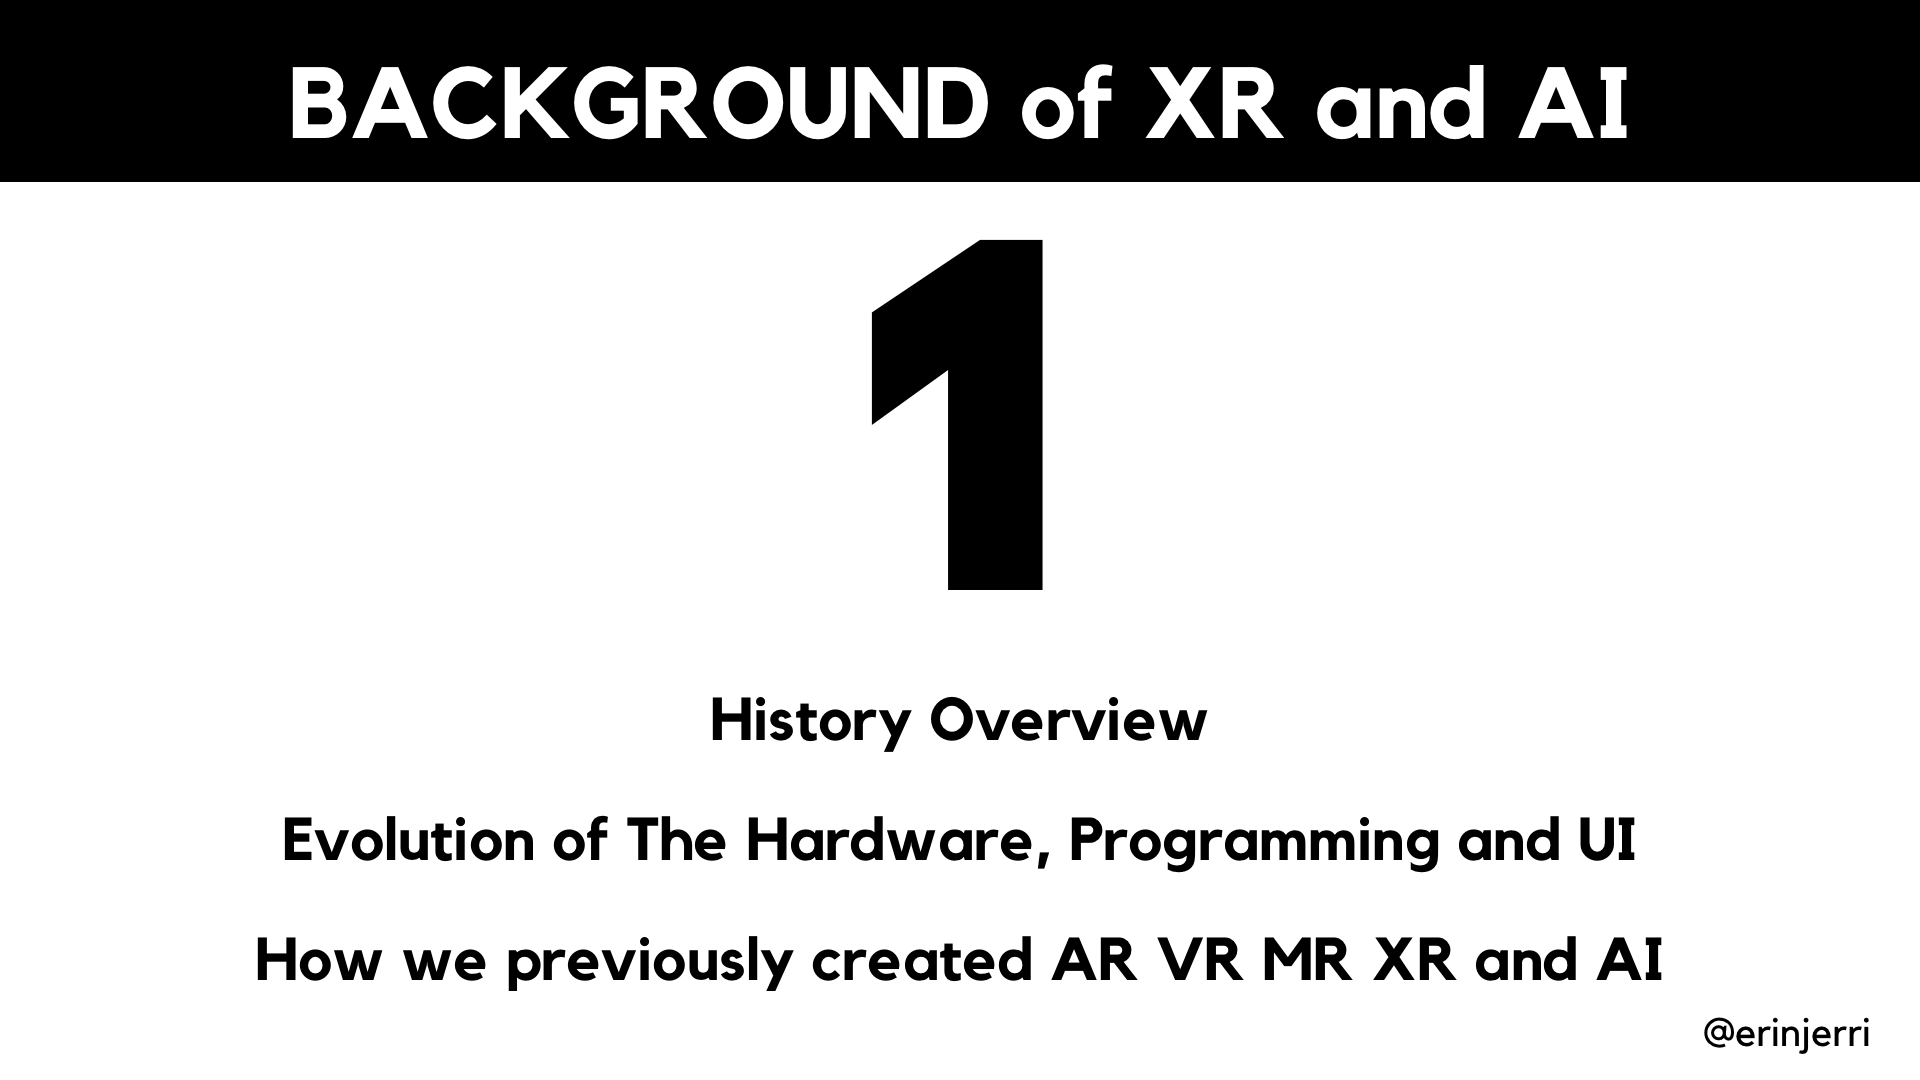 BACKGROUND of XR and AI
1
History Overview
Evolution of The Hardware, Programming and UI
How we previously created AR VR MR XR and AI
@erinjerri